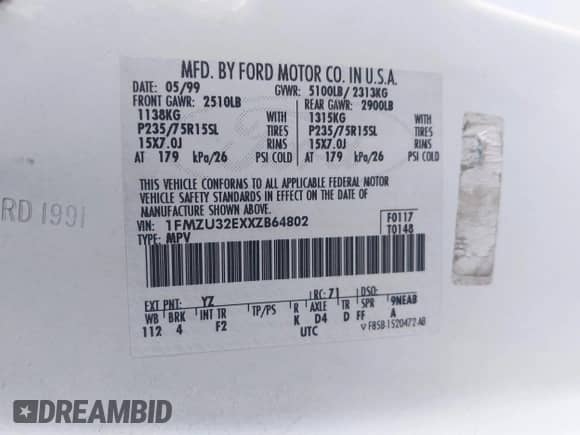 MFD. BY FORD MOTOR CO. IN U.S.A.
DATE: 05/99 GVWR: 5100LB/ 2313KG
FRONT GAWR: 2510LB REAR GAWR: 2900LB
1138KG WITH 1315KG WITH
P235/75R15SL TIRES P235/75R15SL TIRES
15X7.0J RIMS 15X7.0J RIMS
AT 179 kPa/26 PSI COLD AT 179 kPa/26 PSI COLD
THIS VEHICLE CONFORMS TO ALL APPLICABLE FEDERAL MOTOR
VEHICLE SAFETY STANDARDS IN EFFECT ON THE DATE OF
MANUFACTURE SHOWN ABOVE.
VIN: 1FMZU32EXXZB64802 F0117
TYPE: MPV T0148
RD 1991
EXT PNT: YZ RC: 71 DSO:
WB BRK INT TR TP/PS R AXLE TR SPR 9NEAB
112 4 F2 K D4 D FF A
UTC ▽ F85B-1520472-AB
DREAMBID